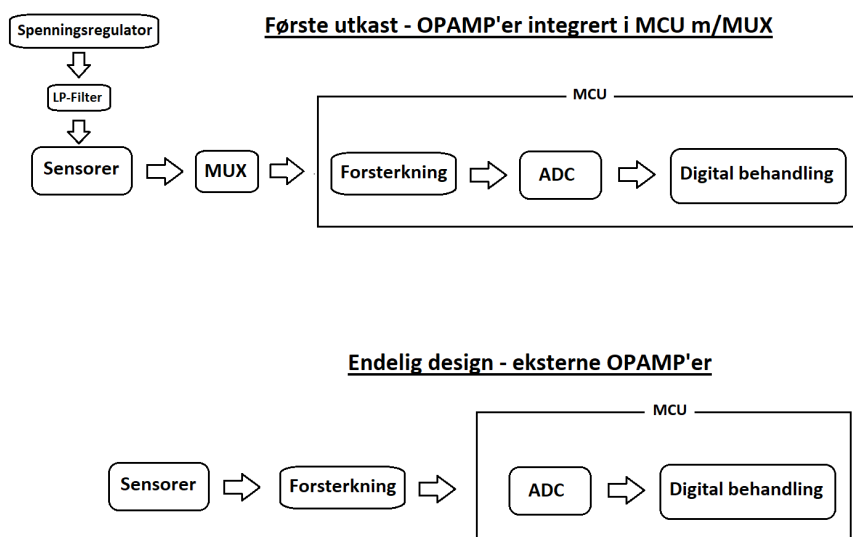 Første utkast - OPAMP'er integrert i MCU m/MUX
Spenningsregulator
LP-Filter
MCU
Sensorer
MUX
Forsterkning
ADC
Digital behandling
Endelig design - eksterne OPAMP'er
MCU
Sensorer
Forsterkning
ADC
Digital behandling